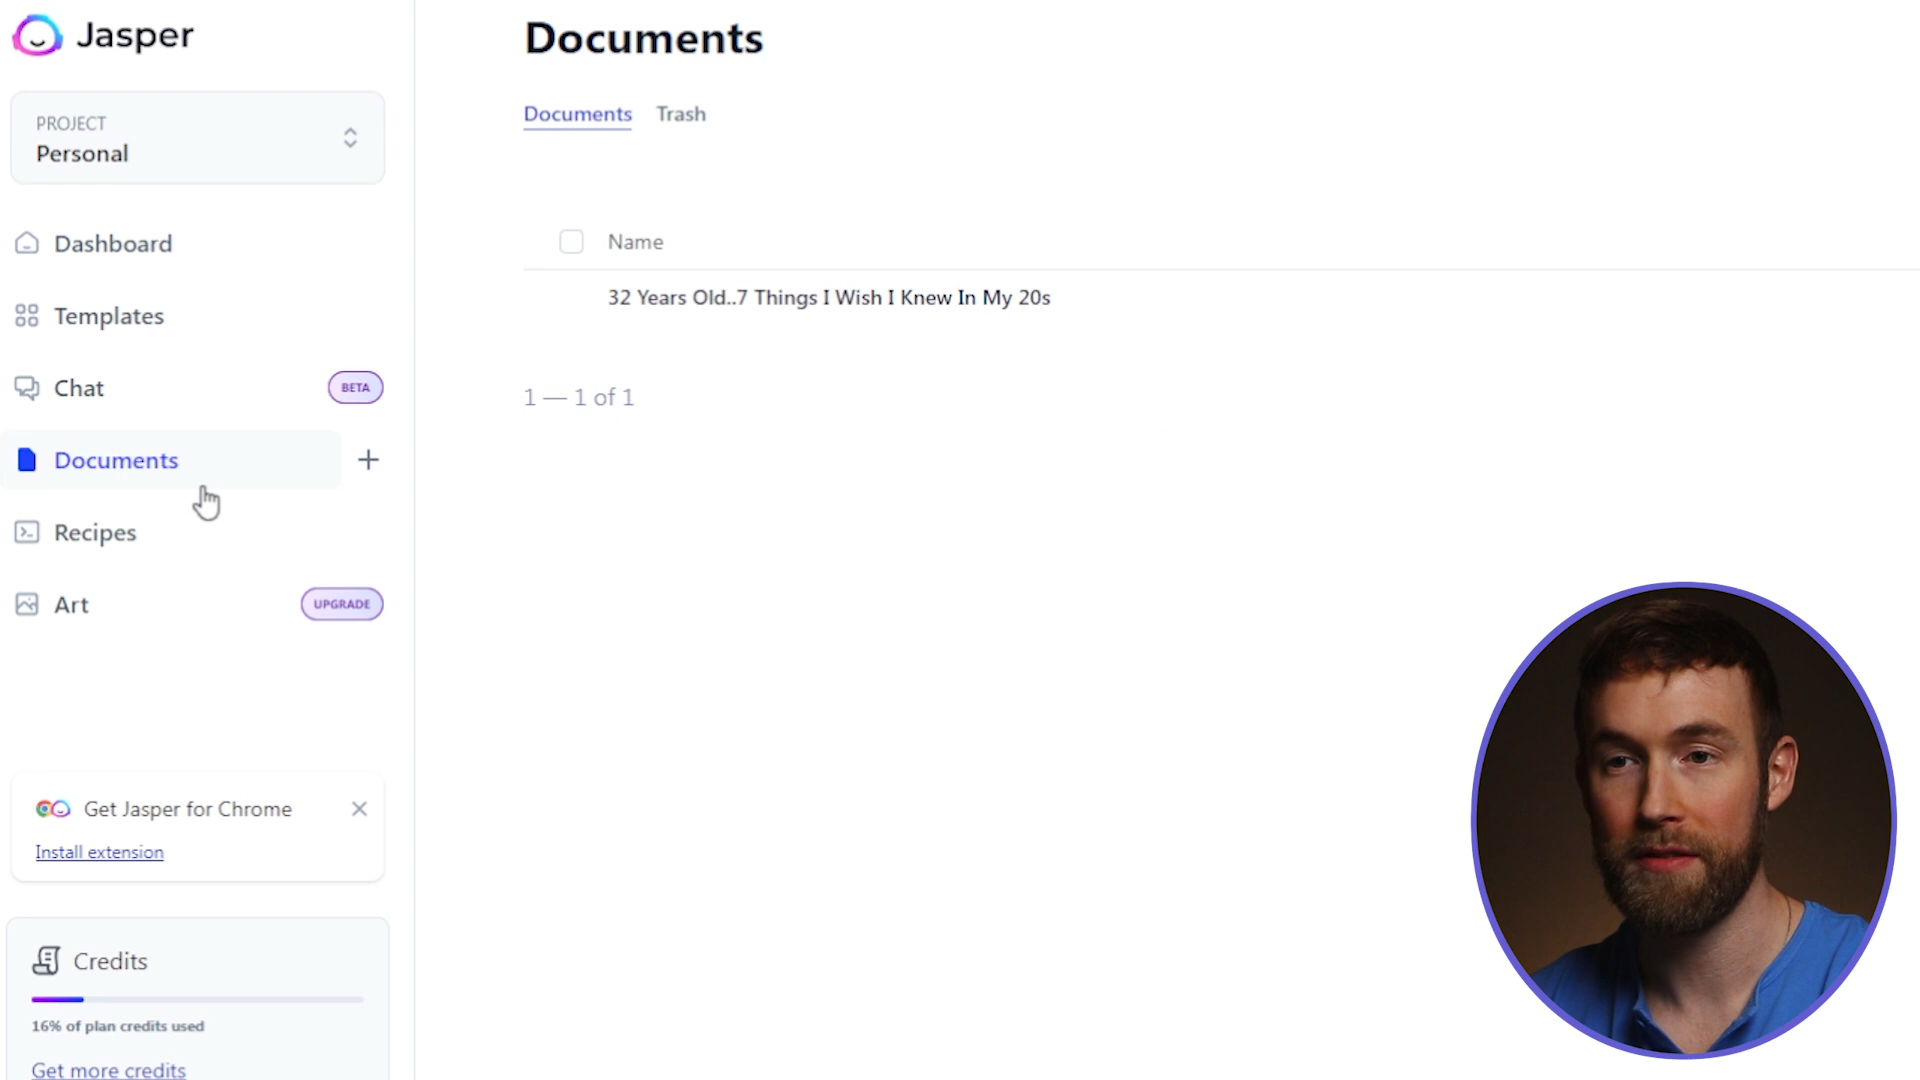 Jasper
PROJECT
Personal
Dashboard
Templates
Chat
BETA
Documents
Recipes
Art
UPGRADE
Get Jasper for Chrome
Install extension
Credits
16% of plan credits used
Get more credits
Documents
Documents
Trash
Name
32 Years Old..7 Things I Wish I Knew In My 20s
1 — 1 of 1